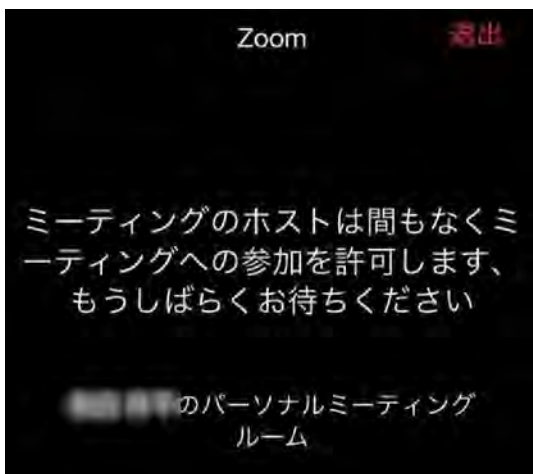 Zoom
退出
ミーティングのホストは間もなくミ
ーティングへの参加を許可します、
もうしばらくお待ちください
のパーソナルミーティング
ルーム